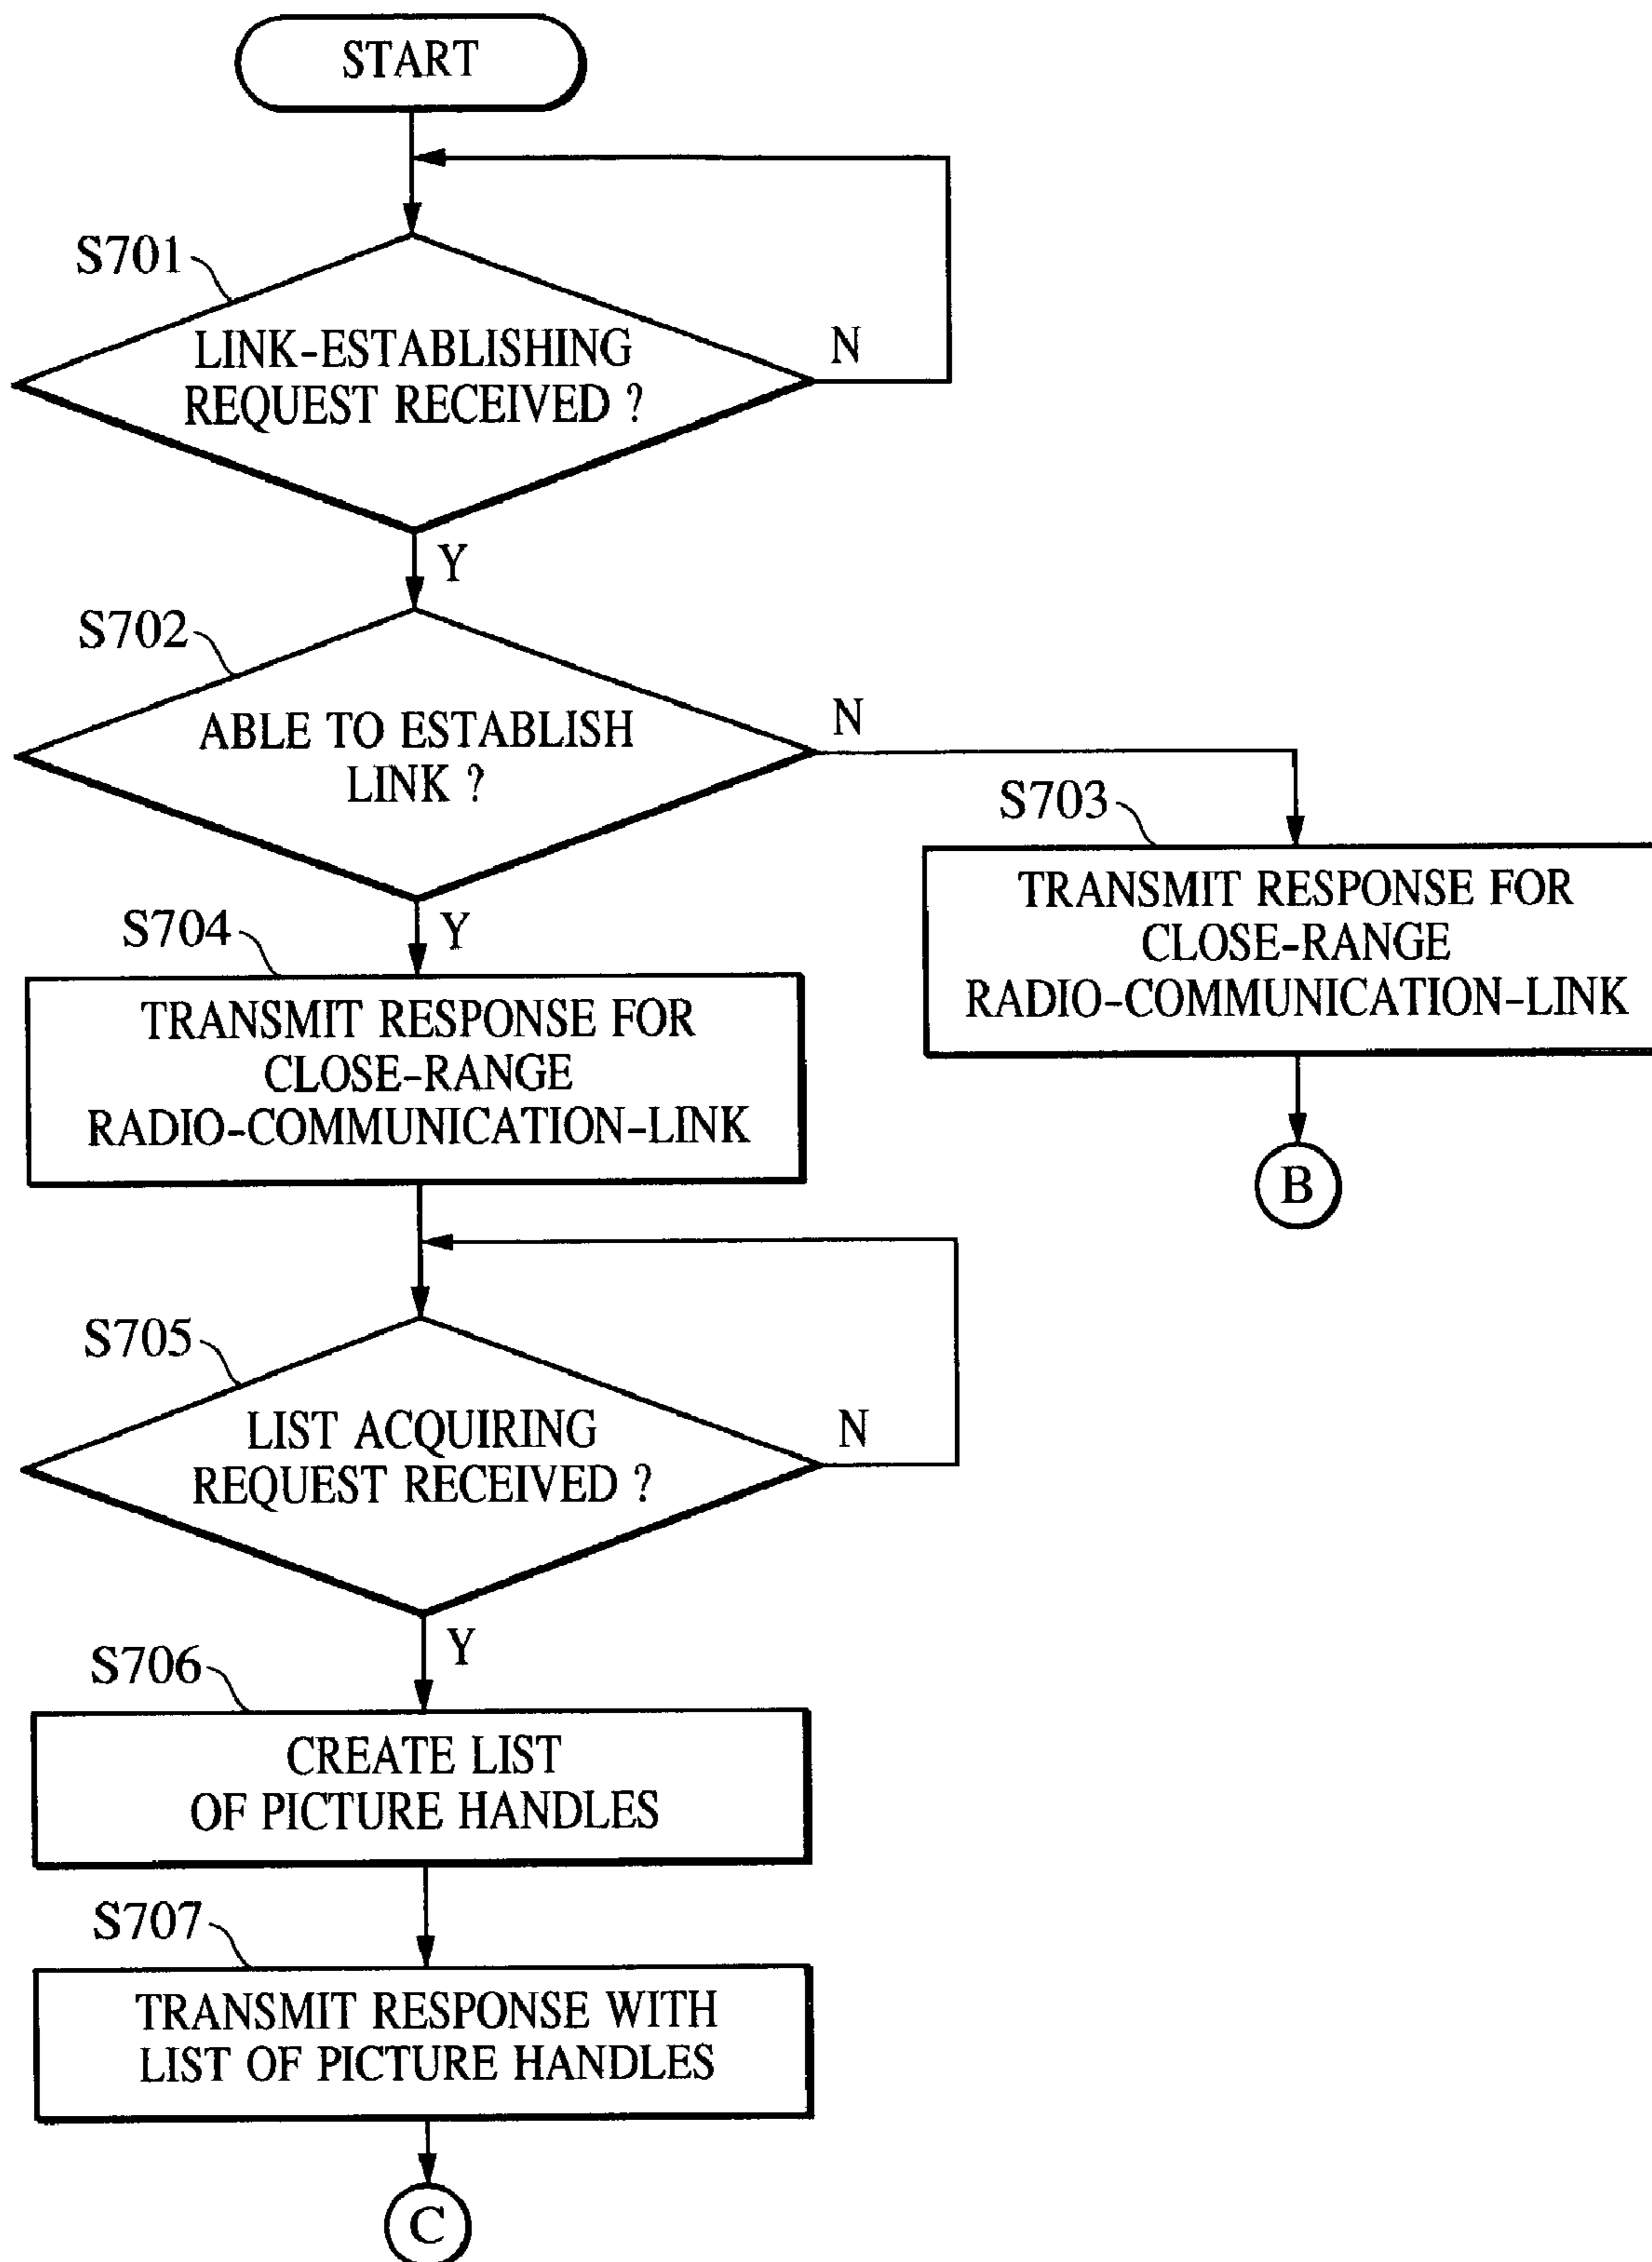 START
S701
LINK-ESTABLISHING
REQUEST RECEIVED ?
N
Y
S702
ABLE TO ESTABLISH
LINK ?
N
Y
S703
TRANSMIT RESPONSE FOR
CLOSE-RANGE
RADIO-COMMUNICATION-LINK
B
S704
TRANSMIT RESPONSE FOR
CLOSE-RANGE
RADIO-COMMUNICATION-LINK
S705
LIST ACQUIRING
REQUEST RECEIVED ?
N
Y
S706
CREATE LIST
OF PICTURE HANDLES
S707
TRANSMIT RESPONSE WITH
LIST OF PICTURE HANDLES
C